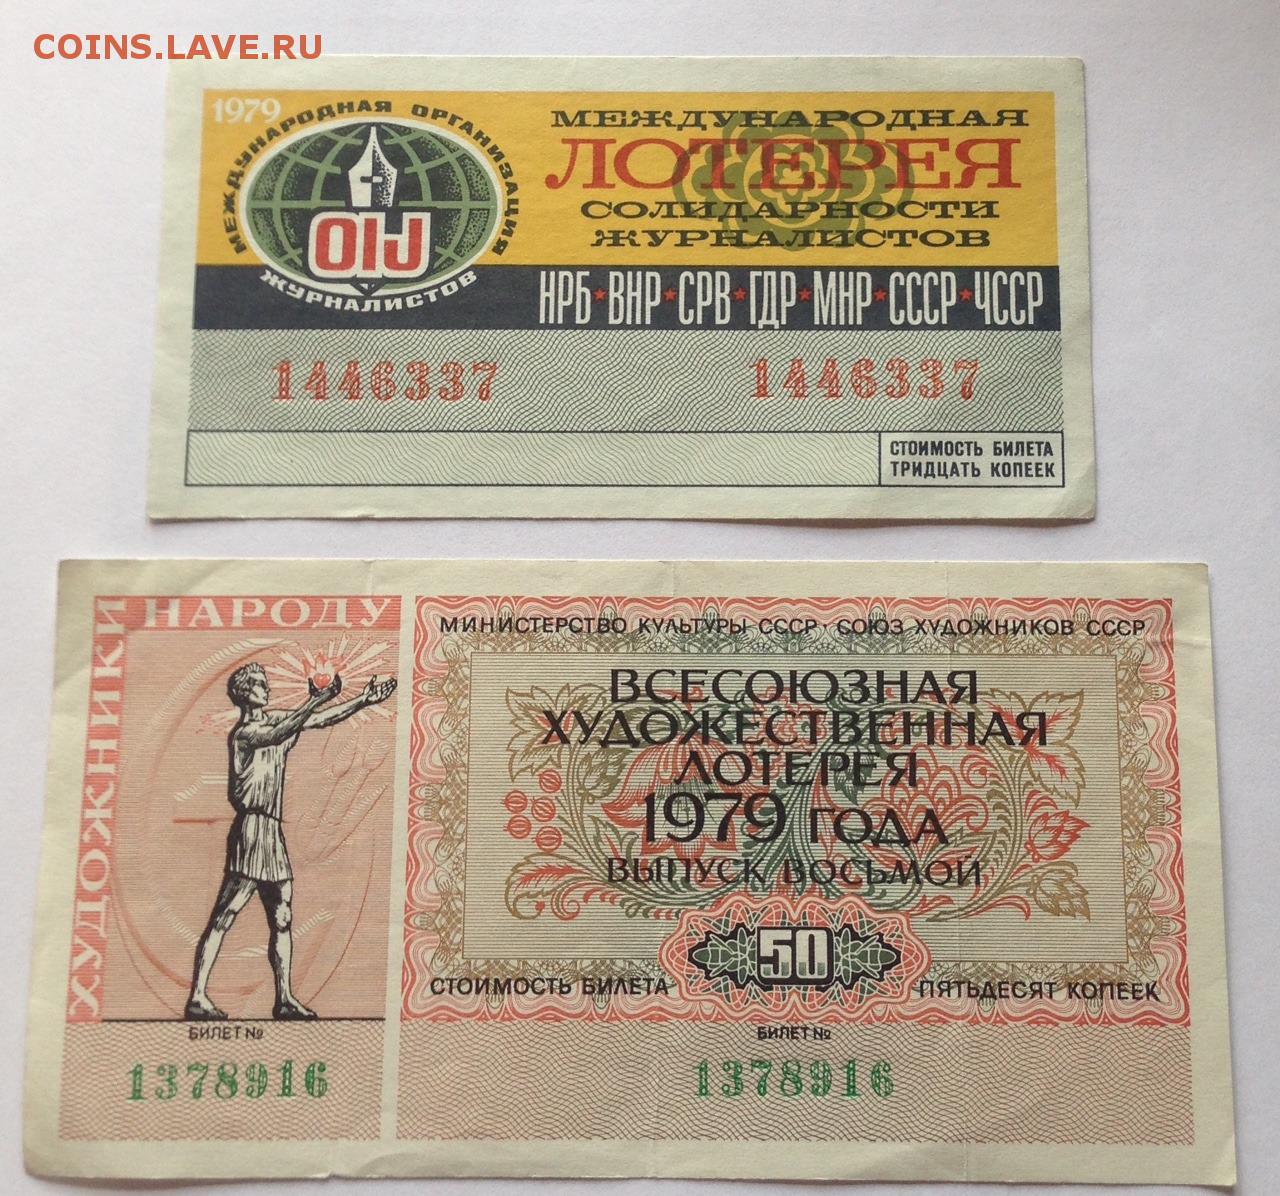 COINS.LAVE.RU
1979
МЕЖДУНАРОДНАЯ ОРГАНИЗАЦИЯ
ЖУРНАЛИСТОВ
OIJ
МЕЖДУНАРОДНАЯ
ЛОТЕРЕЯ
СОЛИДАРНОСТИ
ЖУРНАЛИСТОВ
НРБ★ВНР★СРВ★ГДР★МНР★СССР★ЧССР
1446337 1446337
СТОИМОСТЬ БИЛЕТА
ТРИДЦАТЬ КОПЕЕК
ХУДОЖНИКИ НАРОДУ
МИНИСТЕРСТВО КУЛЬТУРЫ СССР · СОЮЗ ХУДОЖНИКОВ СССР
ВСЕСОЮЗНАЯ
ХУДОЖЕСТВЕННАЯ
ЛОТЕРЕЯ
1979 ГОДА
ВЫПУСК ВОСЬМОЙ
50
СТОИМОСТЬ БИЛЕТА ПЯТЬДЕСЯТ КОПЕЕК
БИЛЕТ № БИЛЕТ №
1378916 1378916